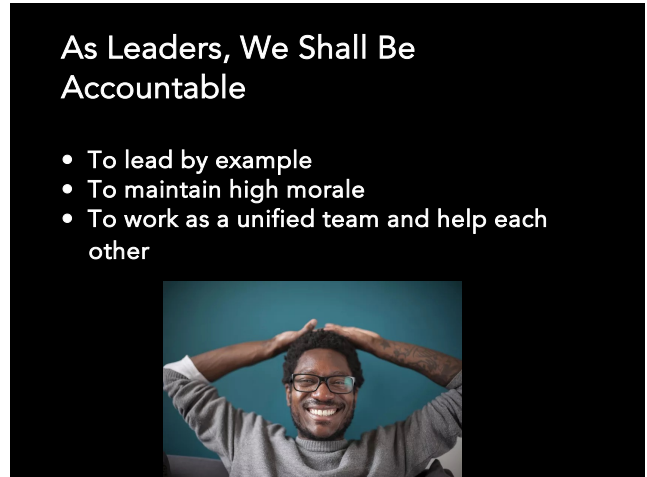 As Leaders, We Shall Be
Accountable
• To lead by example
• To maintain high morale
• To work as a unified team and help each
other